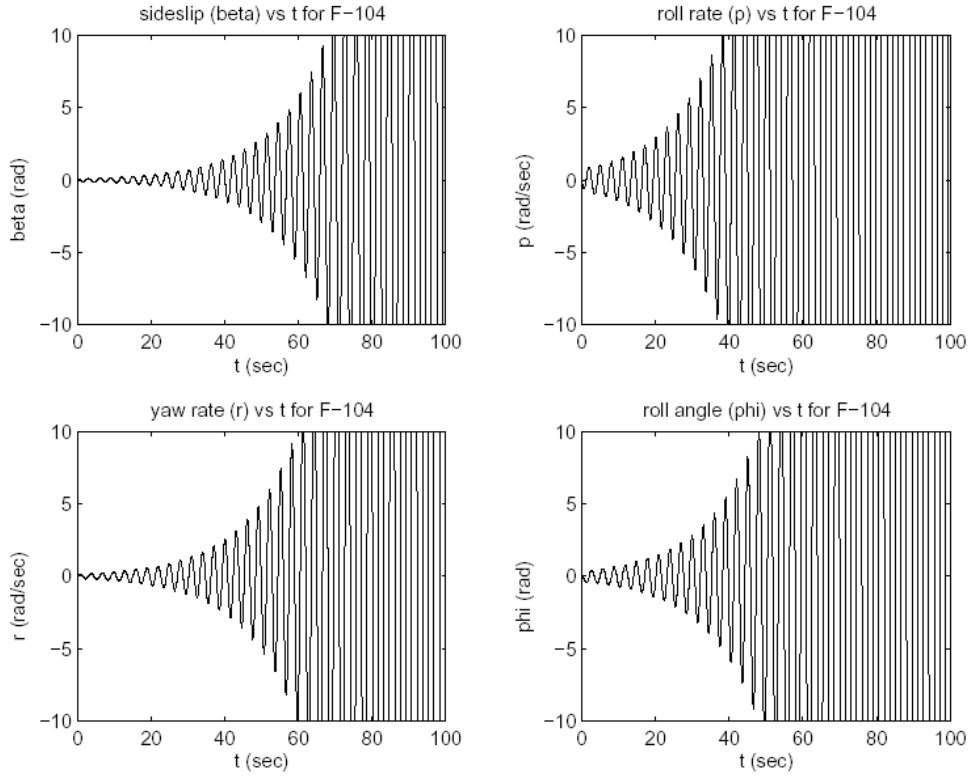 sideslip (beta) vs t for F−104
10
5
0
−5
−10
beta (rad)
0 20 40 60 80 100
t (sec)
roll rate (p) vs t for F−104
10
5
0
−5
−10
p (rad/sec)
0 20 40 60 80 100
t (sec)
yaw rate (r) vs t for F−104
10
5
0
−5
−10
r (rad/sec)
0 20 40 60 80 100
t (sec)
roll angle (phi) vs t for F−104
10
5
0
−5
−10
phi (rad)
0 20 40 60 80 100
t (sec)